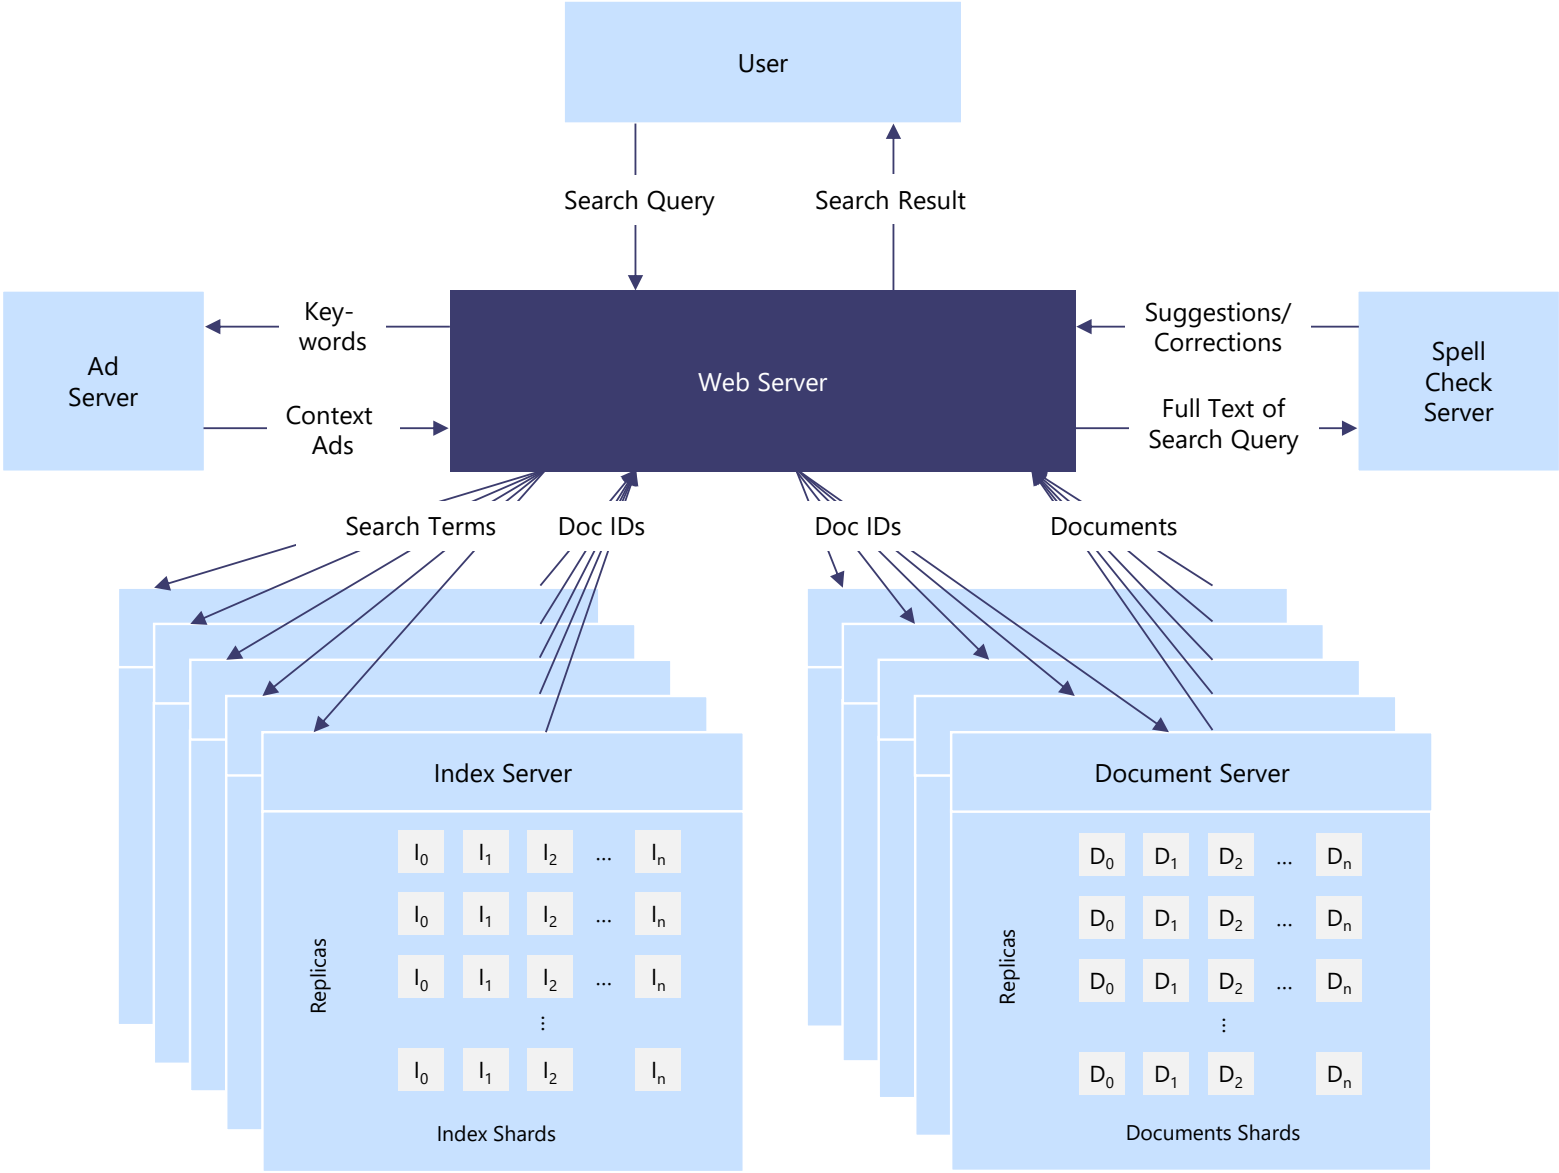 User
Search Query
Search Result
Key-
words
Context
Ads
Ad
Server
Web Server
Suggestions/
Corrections
Full Text of
Search Query
Spell
Check
Server
Search Terms
Doc IDs
Doc IDs
Documents
Index Server
I0 I1 I2 ... In
I0 I1 I2 ... In
I0 I1 I2 ... In
...
I0 I1 I2 In
Replicas
Index Shards
Document Server
D0 D1 D2 ... Dn
D0 D1 D2 ... Dn
D0 D1 D2 ... Dn
...
D0 D1 D2 Dn
Replicas
Documents Shards